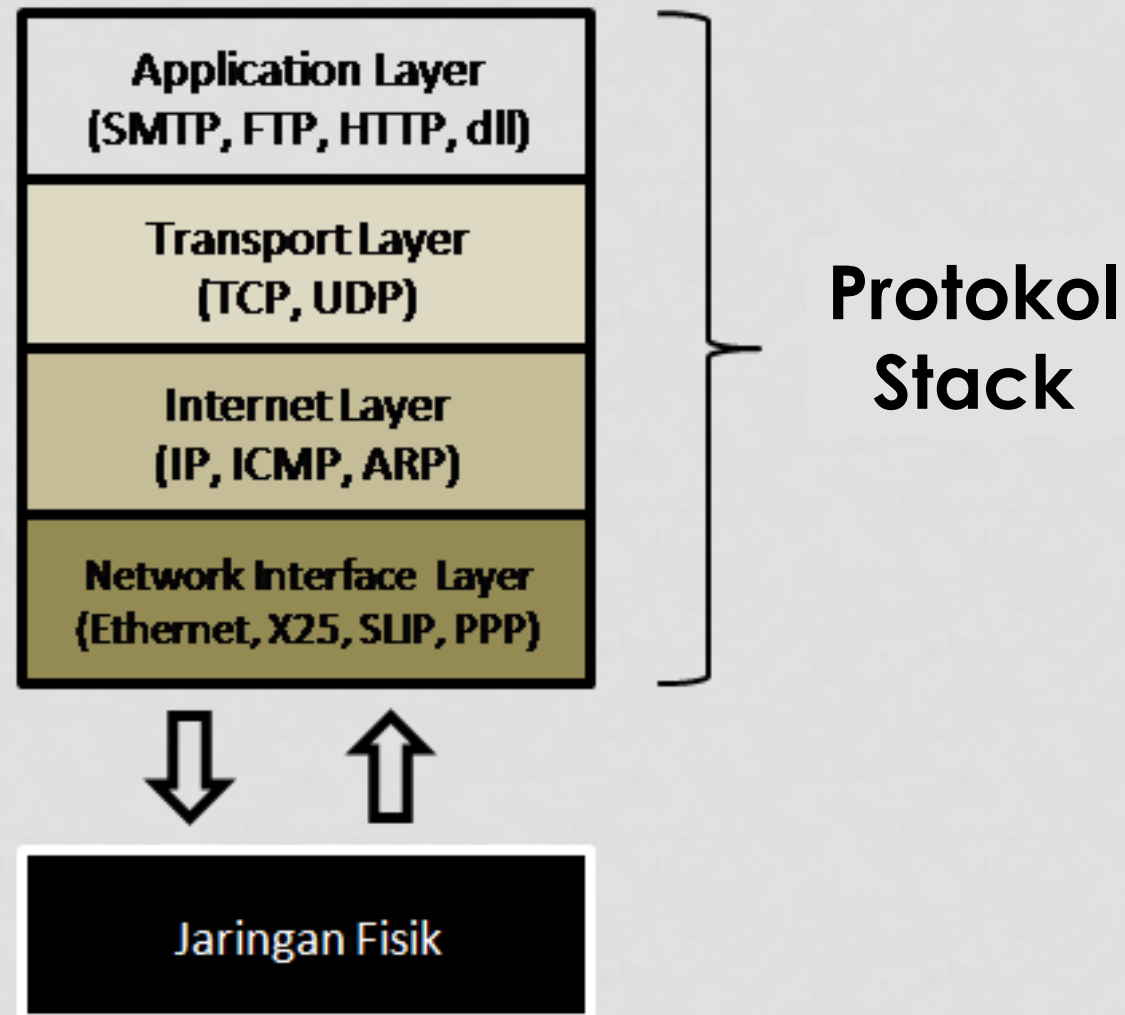 Application Layer
(SMTP, FTP, HTTP, dll)
Transport Layer
(TCP, UDP)
Internet Layer
(IP, ICMP, ARP)
Network Interface Layer
(Ethernet, X25, SLIP, PPP)
Protokol
Stack
Jaringan Fisik